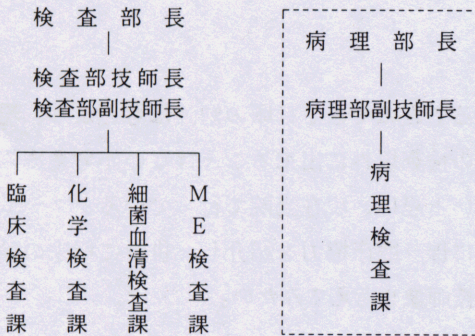 検査部長
検査部技師長
検査部副技師長
臨床検査課
化学検査課
細菌血清検査課
ME検査課
病理部長
病理部副技師長
病理検査課